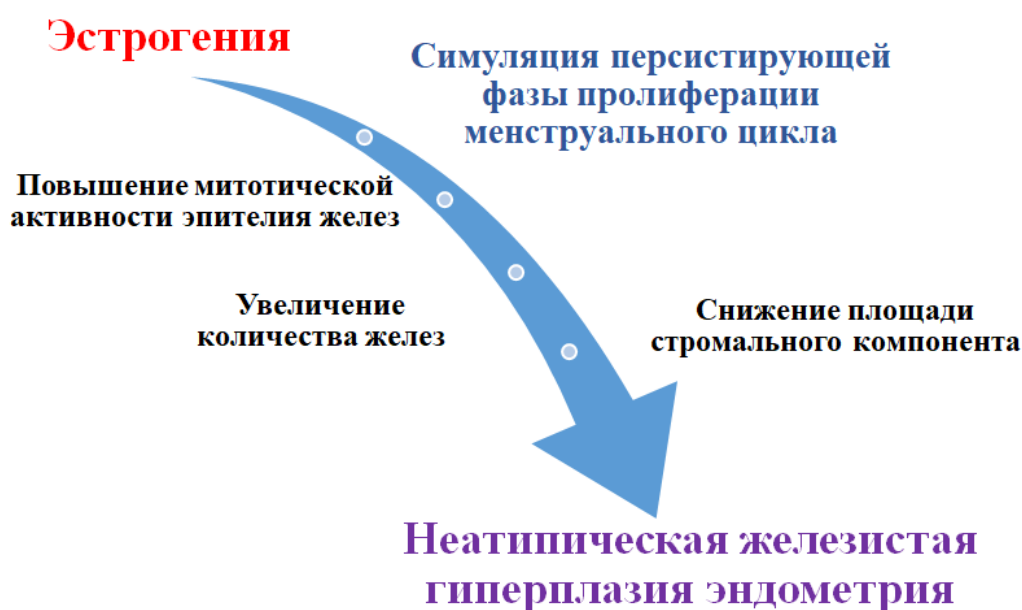 Эстрогения
Симуляция персистирующей
фазы пролиферации
менструального цикла
Повышение митотической
активности эпителия желез
Увеличение
количества желез
Снижение площади
стромального компонента
Неатипическая железистая
гиперплазия эндометрия